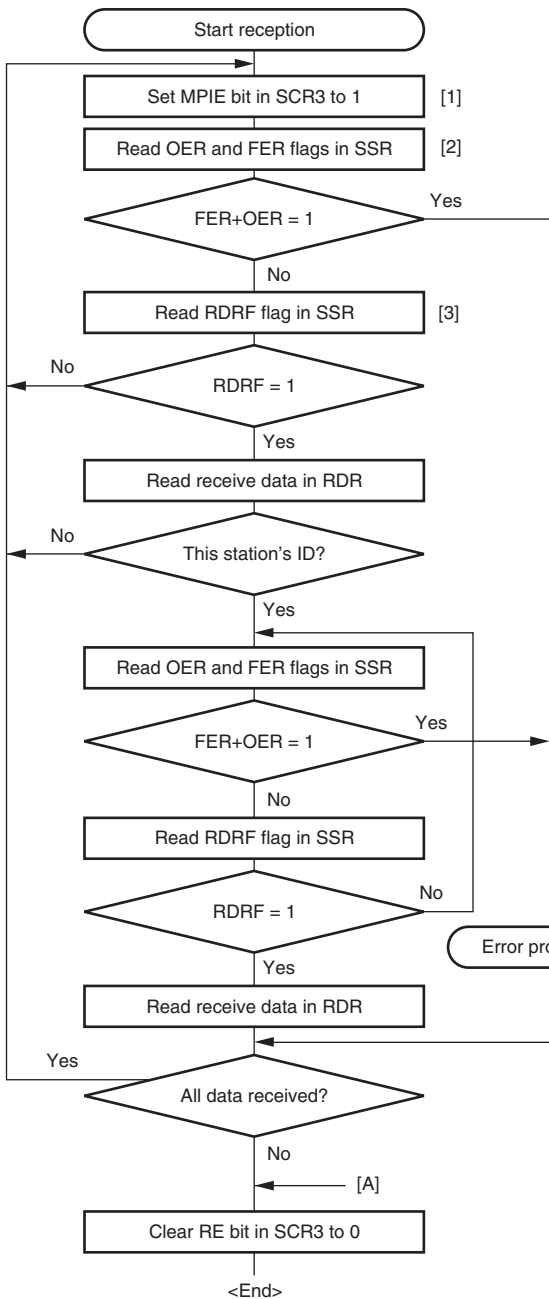 Start reception
Set MPIE bit in SCR3 to 1 [1]
Read OER and FER flags in SSR [2]
FER+OER = 1
Yes
No
Read RDRF flag in SSR [3]
No
RDRF = 1
Yes
Read receive data in RDR
No
This station's ID?
Yes
Read OER and FER flags in SSR
Yes
FER+OER = 1
No
Read RDRF flag in SSR
No
RDRF = 1
Yes
Error
Read receive data in RDR
Yes
All data received?
No
[A]
Clear RE bit in SCR3 to 0
<End>